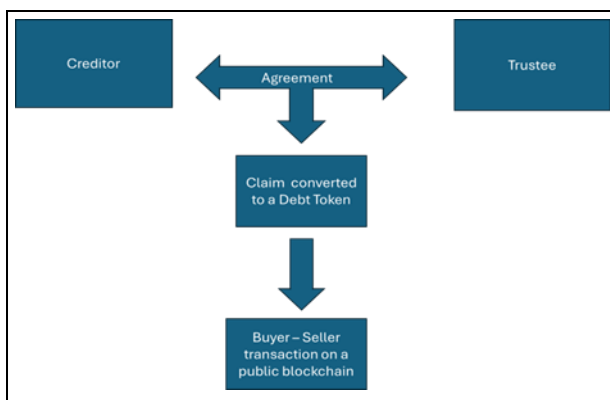 Creditor
Agreement
Trustee
Claim converted
to a Debt Token
Buyer – Seller
transaction on a
public blockchain